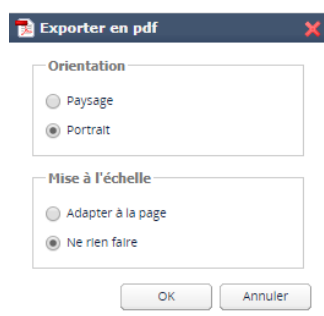 Exporter en pdf
Orientation
Paysage
Portrait
Mise à l'échelle
Adapter à la page
Ne rien faire
OK Annuler